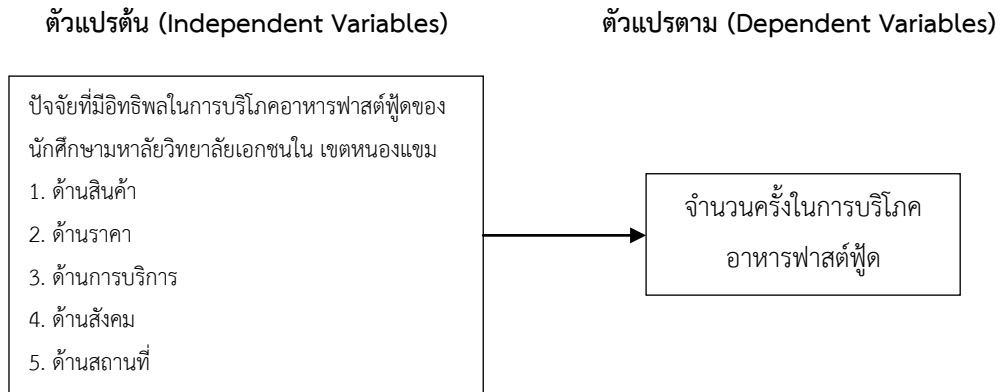 ตัวแปรต้น (Independent Variables)
ตัวแปรตาม (Dependent Variables)
ปัจจัยที่มีอิทธิพลในการบริโภคอาหารฟาสต์ฟู้ดของ
นักศึกษามหาลัยวิทยาลัยเอกชนใน เขตหนองแขม
1. ด้านสินค้า
2. ด้านราคา
3. ด้านการบริการ
4. ด้านสังคม
5. ด้านสถานที่
จำนวนครั้งในการบริโภค
อาหารฟาสต์ฟู้ด